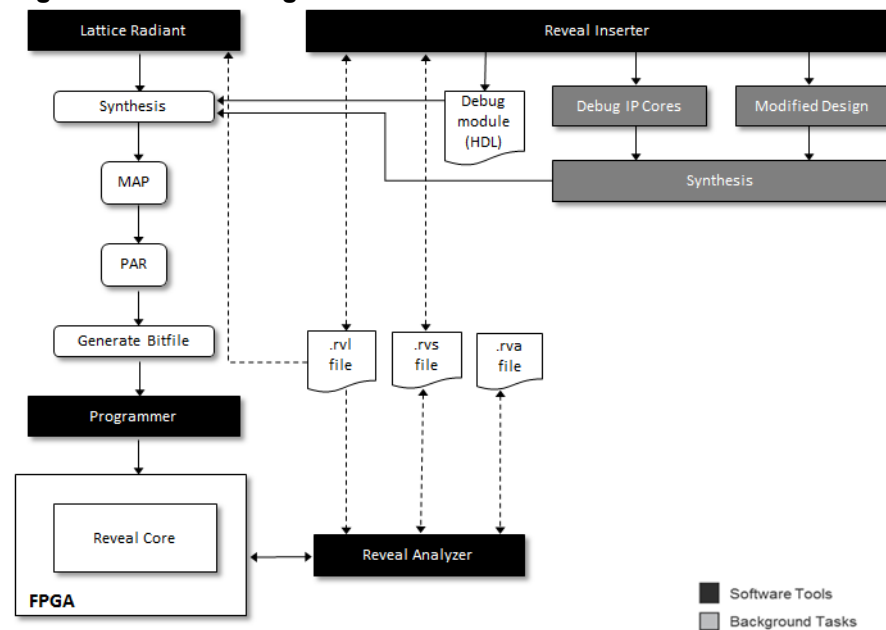 Lattice Radiant
Reveal Inserter
Synthesis
Debug
module
(HDL)
Debug IP Cores
Modified Design
Synthesis
MAP
PAR
Generate Bitfile
.rvl
file
.rvs
file
.rva
file
Programmer
Reveal Core
Reveal Analyzer
FPGA
Software Tools
Background Tasks